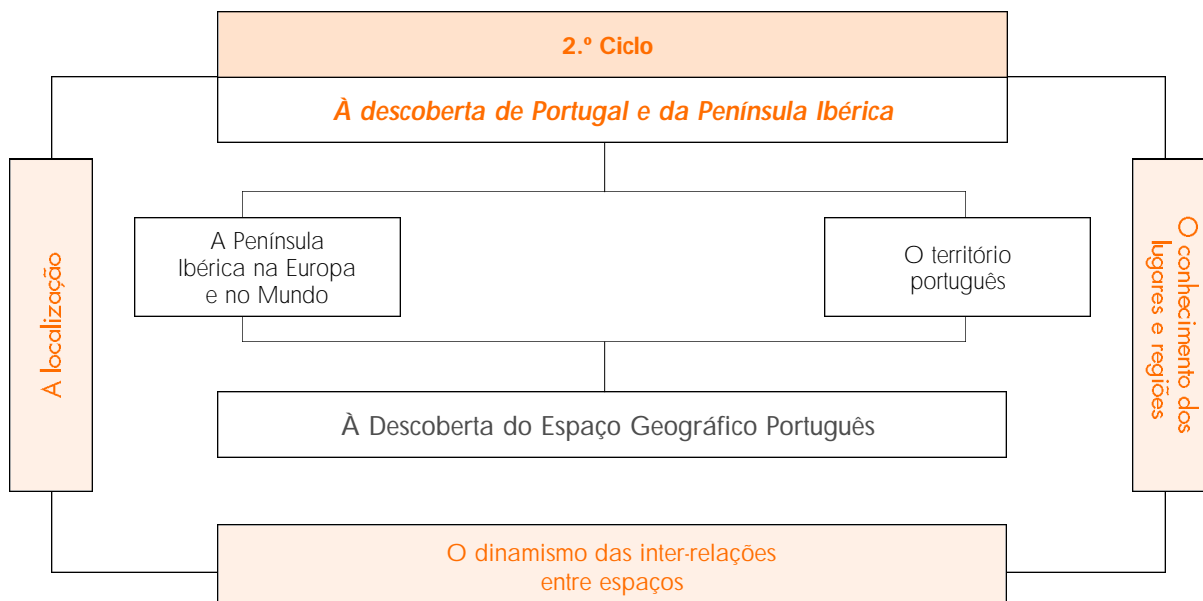 2.º Ciclo
À descoberta de Portugal e da Península Ibérica
A localização
A Península
Ibérica na Europa
e no Mundo
O território
português
O conhecimento dos
lugares e regiões
À Descoberta do Espaço Geográfico Português
O dinamismo das inter-relações
entre espaços